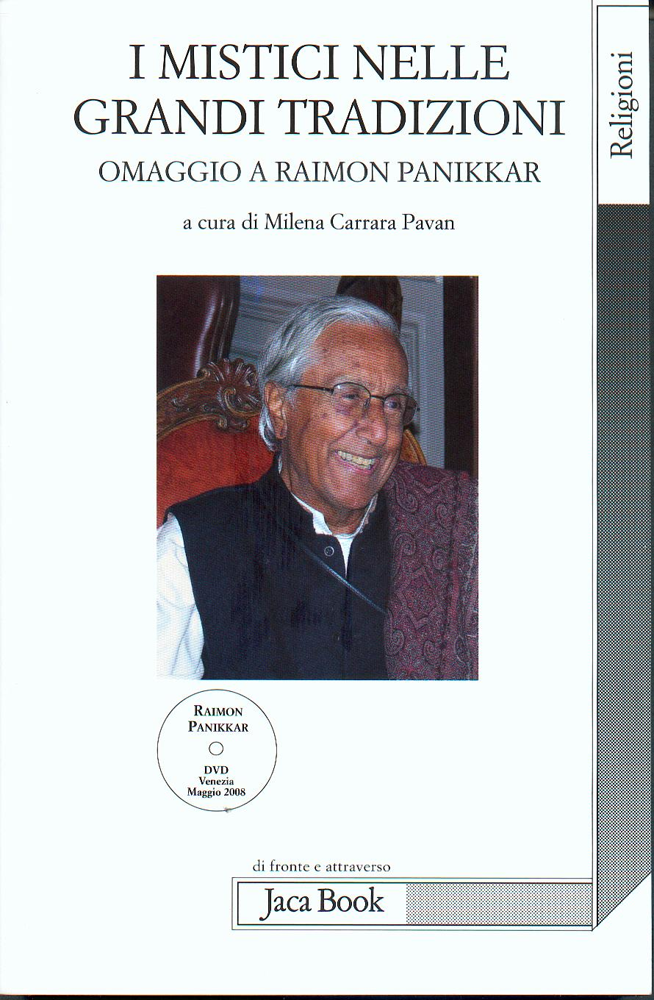 I MISTICI NELLE
GRANDI TRADIZIONI
OMAGGIO A RAIMON PANIKKAR
a cura di Milena Carrara Pavan
Religioni
RAIMON
PANIKKAR
DVD
Venezia
Maggio 2008
di fronte e attraverso
Jaca Book